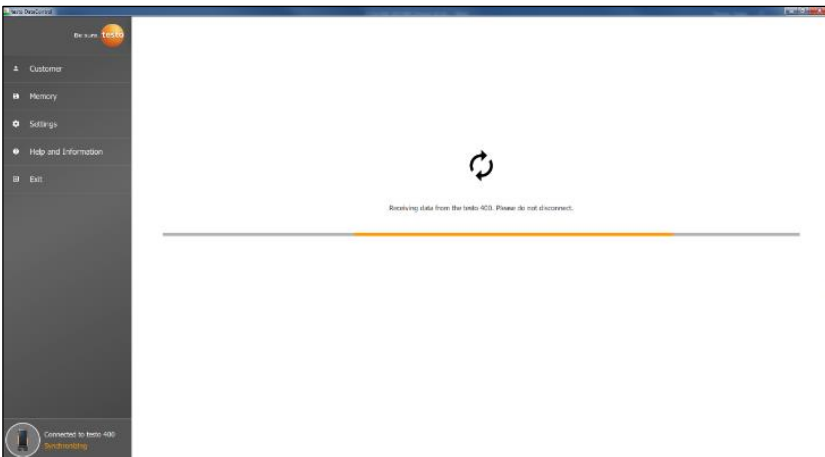 testo DataControl
Be sure. testo
Customer
Memory
Settings
Help and Information
Exit
Receiving data from the testo 400. Please do not disconnect.
Connected to testo 400
Synchronizing